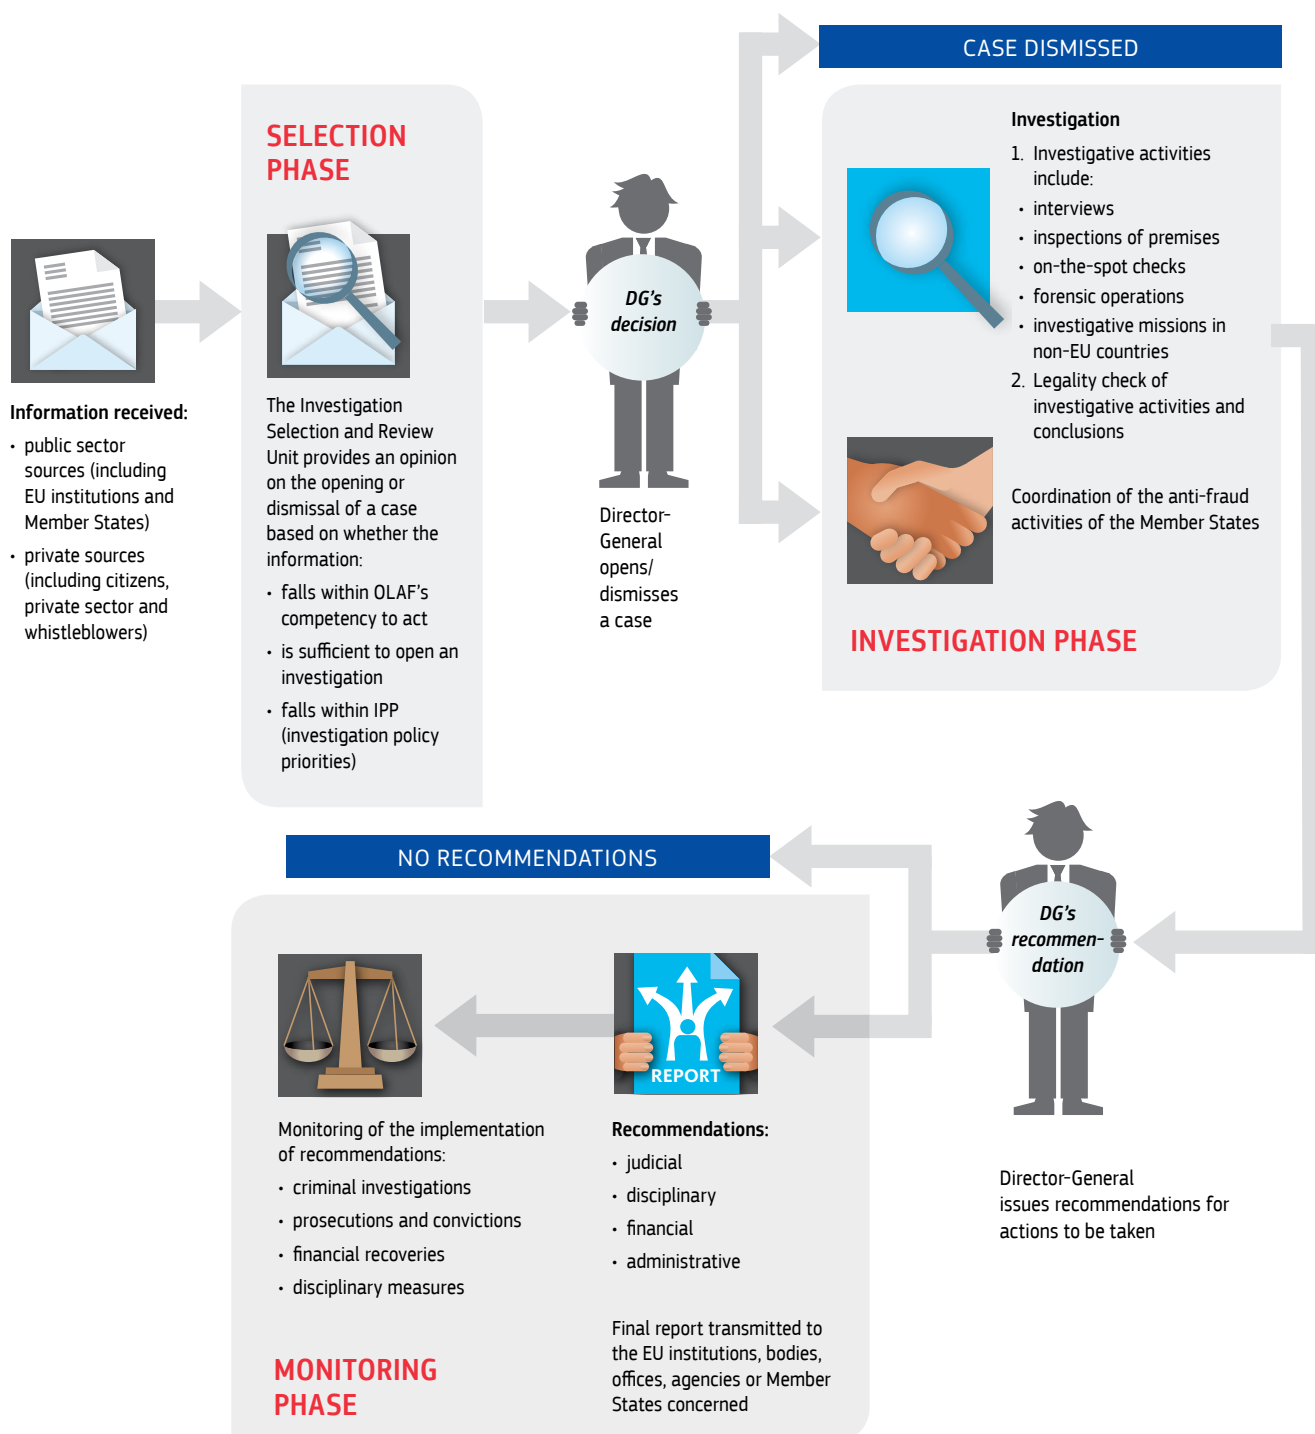 Information received:
• public sector
sources (including
EU institutions and
Member States)
• private sources
(including citizens,
private sector and
whistleblowers)
SELECTION
PHASE
The Investigation
Selection and Review
Unit provides an opinion
on the opening or
dismissal of a case
based on whether the
information:
• falls within OLAF's
competency to act
• is sufficient to open an
investigation
• falls within IPP
(investigation policy
priorities)
DG's
decision
Director-
General
opens/
dismisses
a case
CASE DISMISSED
Investigation
1. Investigative activities
include:
• interviews
• inspections of premises
• on-the-spot checks
• forensic operations
• investigative missions in
non-EU countries
2. Legality check of
investigative activities and
conclusions
Coordination of the anti-fraud
activities of the Member States
INVESTIGATION PHASE
DG's
recommen-
dation
Director-General
issues recommendations for
actions to be taken
NO RECOMMENDATIONS
REPORT
Recommendations:
• judicial
• disciplinary
• financial
• administrative
Final report transmitted to
the EU institutions, bodies,
offices, agencies or Member
States concerned
Monitoring of the implementation
of recommendations:
• criminal investigations
• prosecutions and convictions
• financial recoveries
• disciplinary measures
MONITORING
PHASE